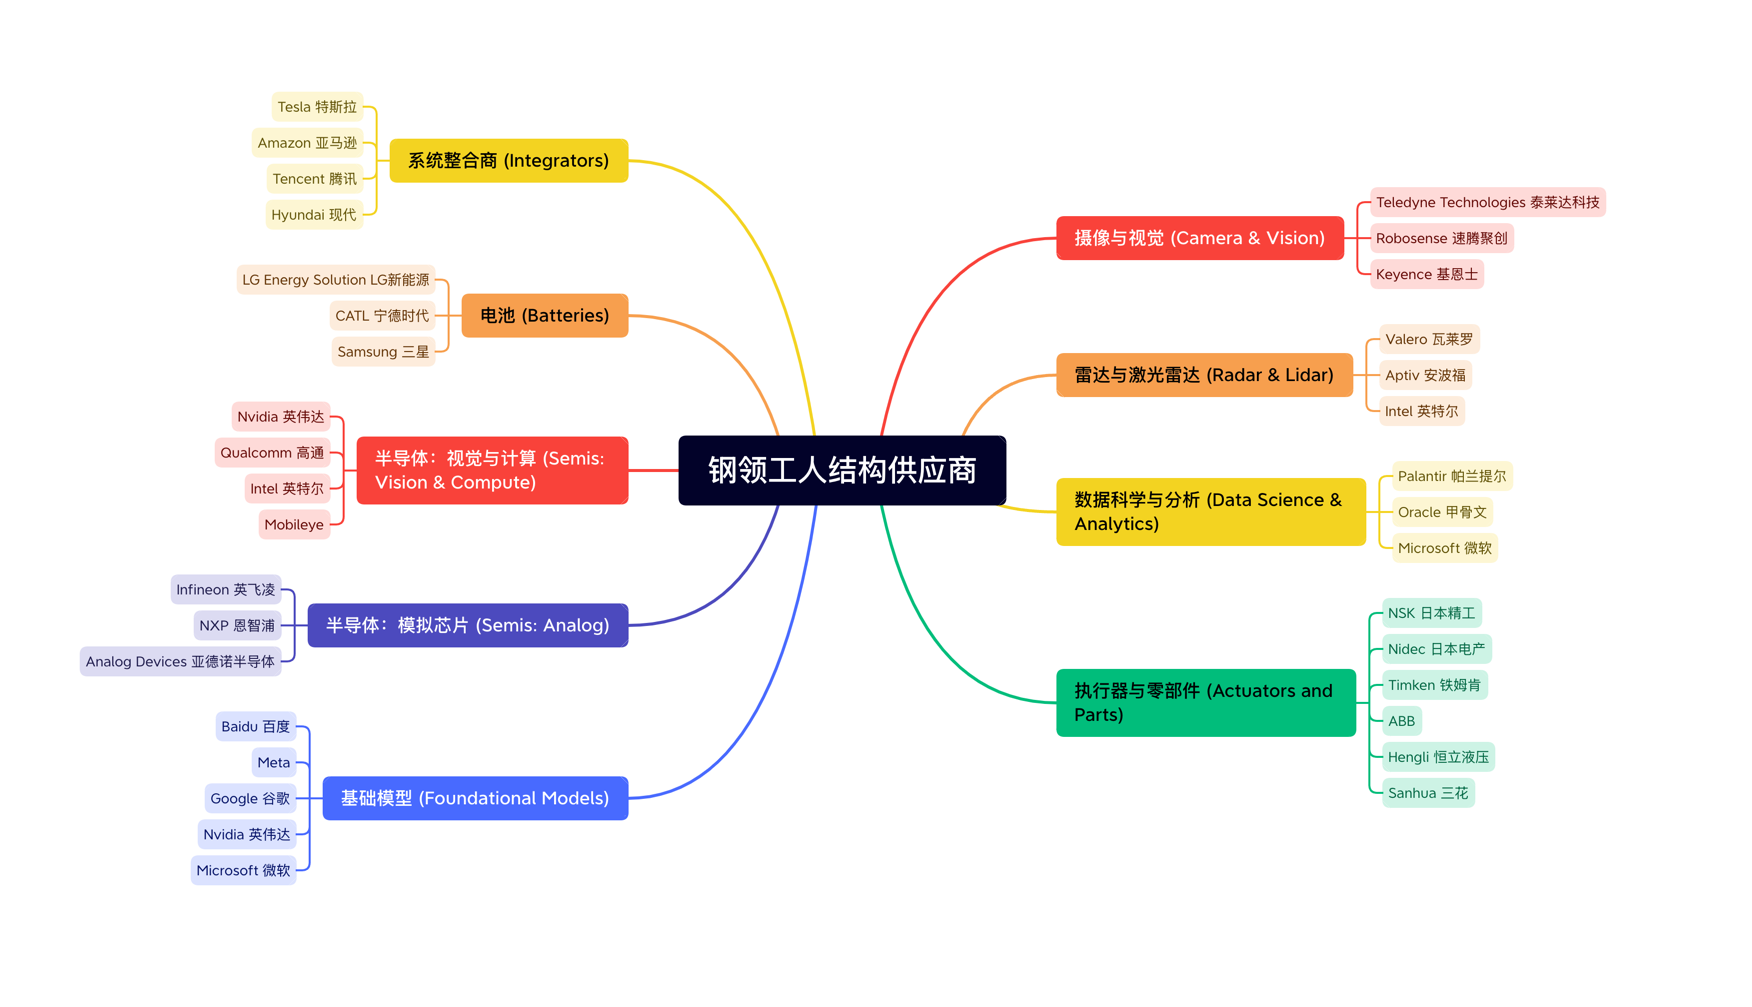 钢领工人结构供应商
系统整合商 (Integrators)
Tesla 特斯拉
Amazon 亚马逊
Tencent 腾讯
Hyundai 现代
电池 (Batteries)
LG Energy Solution LG新能源
CATL 宁德时代
Samsung 三星
半导体：视觉与计算 (Semis:
Vision & Compute)
Nvidia 英伟达
Qualcomm 高通
Intel 英特尔
Mobileye
半导体：模拟芯片 (Semis: Analog)
Infineon 英飞凌
NXP 恩智浦
Analog Devices 亚德诺半导体
基础模型 (Foundational Models)
Baidu 百度
Meta
Google 谷歌
Nvidia 英伟达
Microsoft 微软
摄像与视觉 (Camera & Vision)
Teledyne Technologies 泰莱达科技
Robosense 速腾聚创
Keyence 基恩士
雷达与激光雷达 (Radar & Lidar)
Valero 瓦莱罗
Aptiv 安波福
Intel 英特尔
数据科学与分析 (Data Science &
Analytics)
Palantir 帕兰提尔
Oracle 甲骨文
Microsoft 微软
执行器与零部件 (Actuators and
Parts)
NSK 日本精工
Nidec 日本电产
Timken 铁姆肯
ABB
Hengli 恒立液压
Sanhua 三花